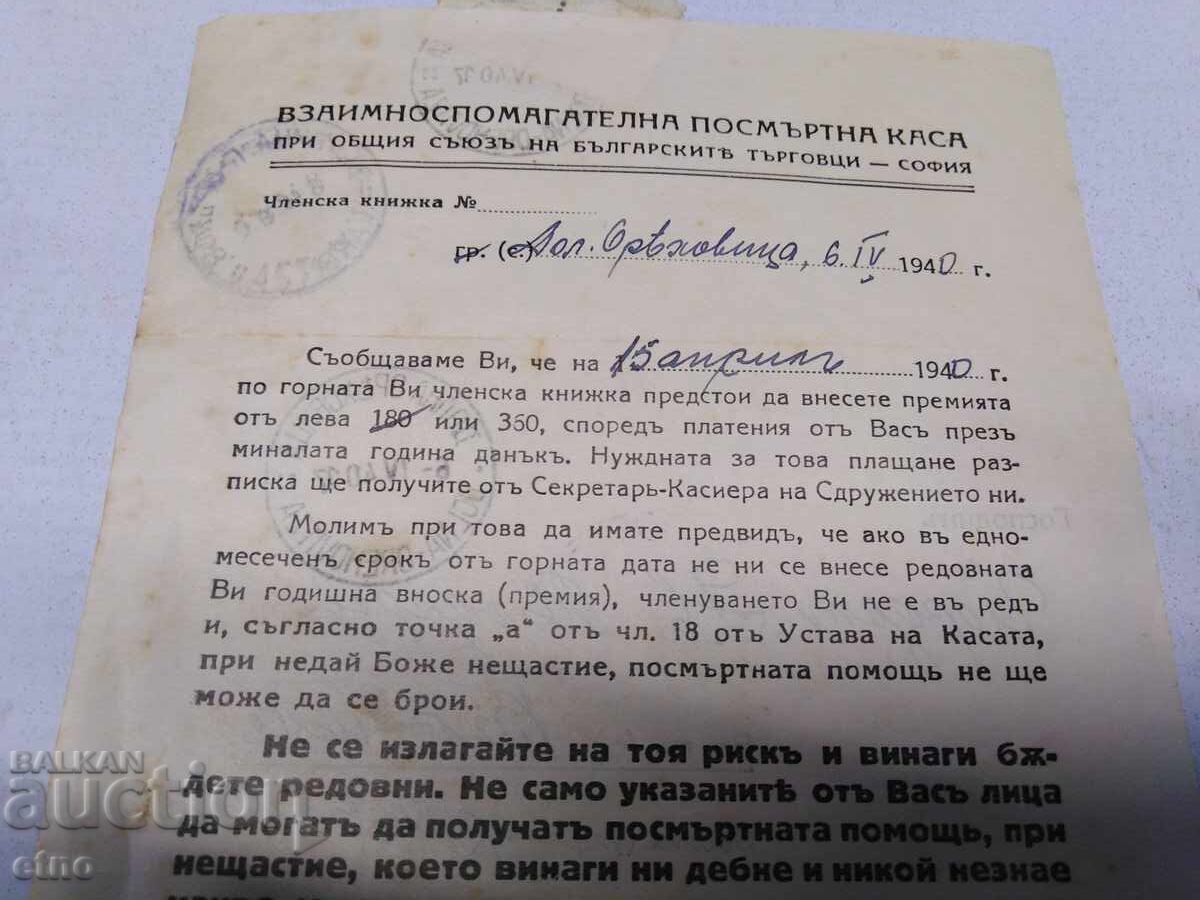 ВЗАИМНОСПОМАГАТЕЛНА ПОСМЪРТНА КАСА
ПРИ ОБЩИЯ СЪЮЗЪ НА БЪЛГАРСКИТѢ ТЪРГОВЦИ — СОФИЯ
Членска книжка №
гр. (с.) Дол. Орѣховица, 6. IV 1940 г.
Съобщаваме Ви, че на 15 априлъ 1940 г.
по горната Ви членска книжка предстои да внесете премията
отъ лева 180 или 360, споредъ платения отъ Васъ презъ
миналата година данъкъ. Нуждната за това плащане раз-
писка ще получите отъ Секретарь-Касиера на Сдружението ни.
Молимъ при това да имате предвидъ, че ако въ едно-
месеченъ срокъ отъ горната дата не ни се внесе редовната
Ви годишна вноска (премия), членуването Ви не е въ редъ
и, съгласно точка „а“ отъ чл. 18 отъ Устава на Касата,
при недай Боже нещастие, посмъртната помощь не ще
може да се брои.
Не се излагайте на тоя рискъ и винаги бѫ-
дете редовни. Не само указанитѣ отъ Васъ лица
да могатъ да получатъ посмъртната помощь, при
нещастие, което винаги ни дебне и никой незнае
BALKAN
auction
etno